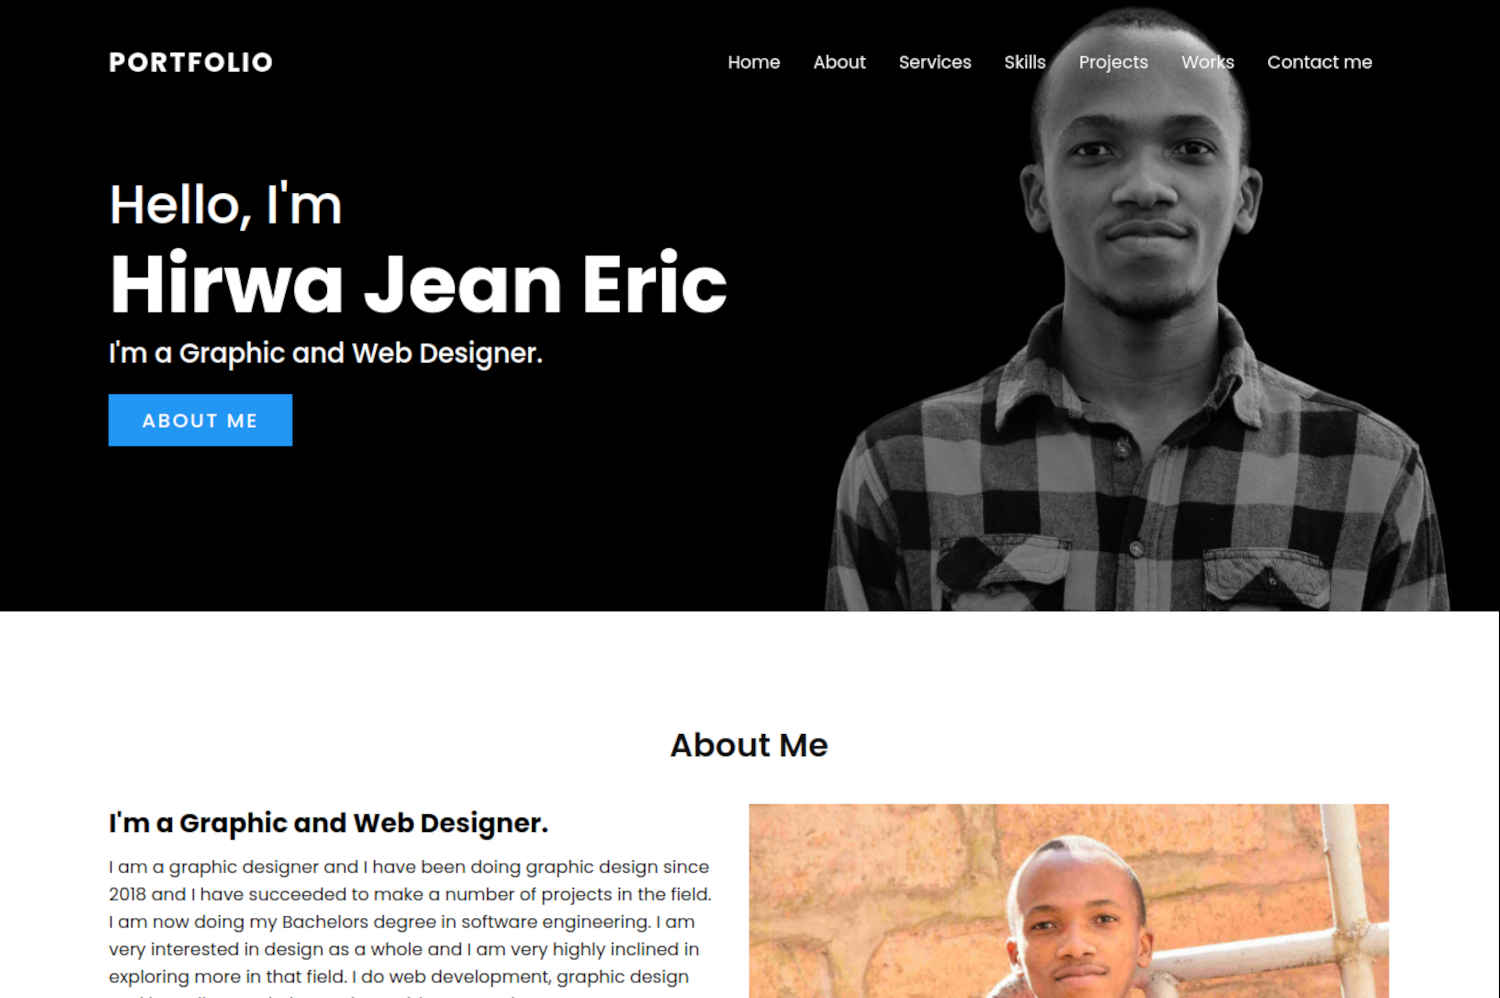 PORTFOLIO
Home About Services Skills Projects Works Contact me
Hello, I'm
Hirwa Jean Eric
I'm a Graphic and Web Designer.
ABOUT ME
About Me
I'm a Graphic and Web Designer.
I am a graphic designer and I have been doing graphic design since
2018 and I have succeeded to make a number of projects in the field.
I am now doing my Bachelors degree in software engineering. I am
very interested in design as a whole and I am very highly inclined in
exploring more in that field. I do web development, graphic design